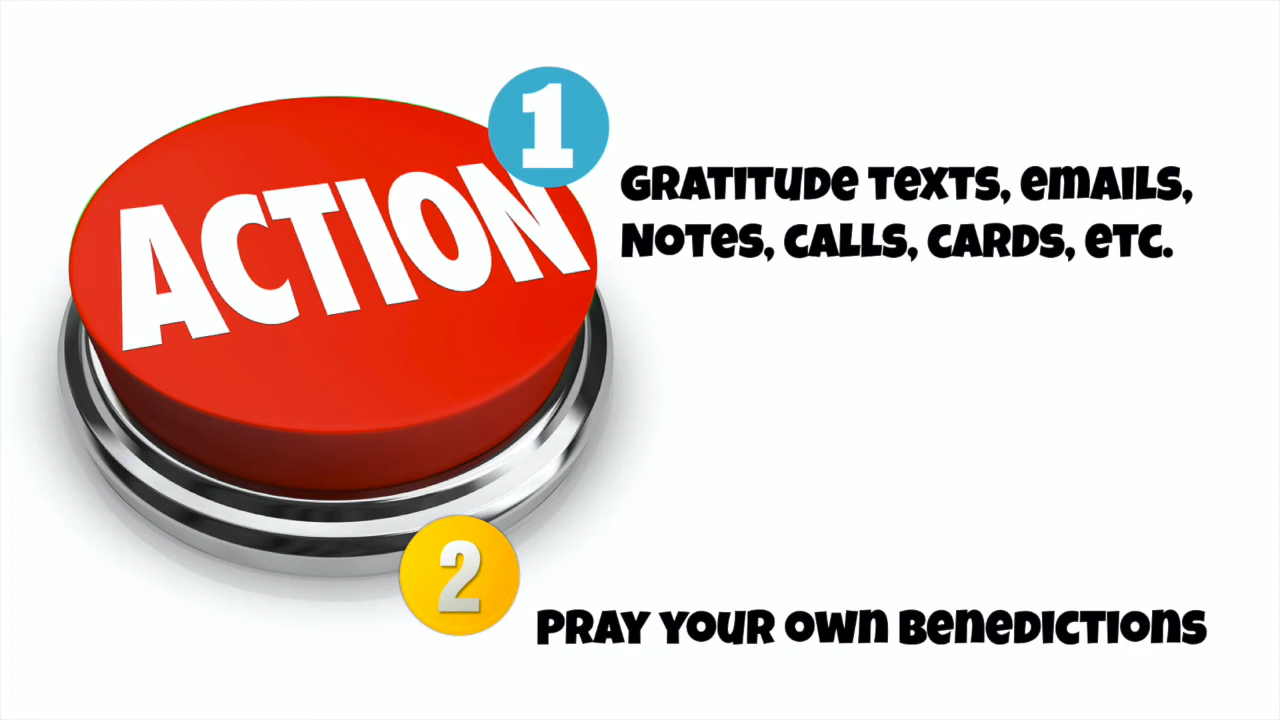 ACTION
1
GRATITUDE TEXTS, EMAILS,
NOTES, CALLS, CARDS, ETC.
2
PRAY YOUR OWN BENEDICTIONS